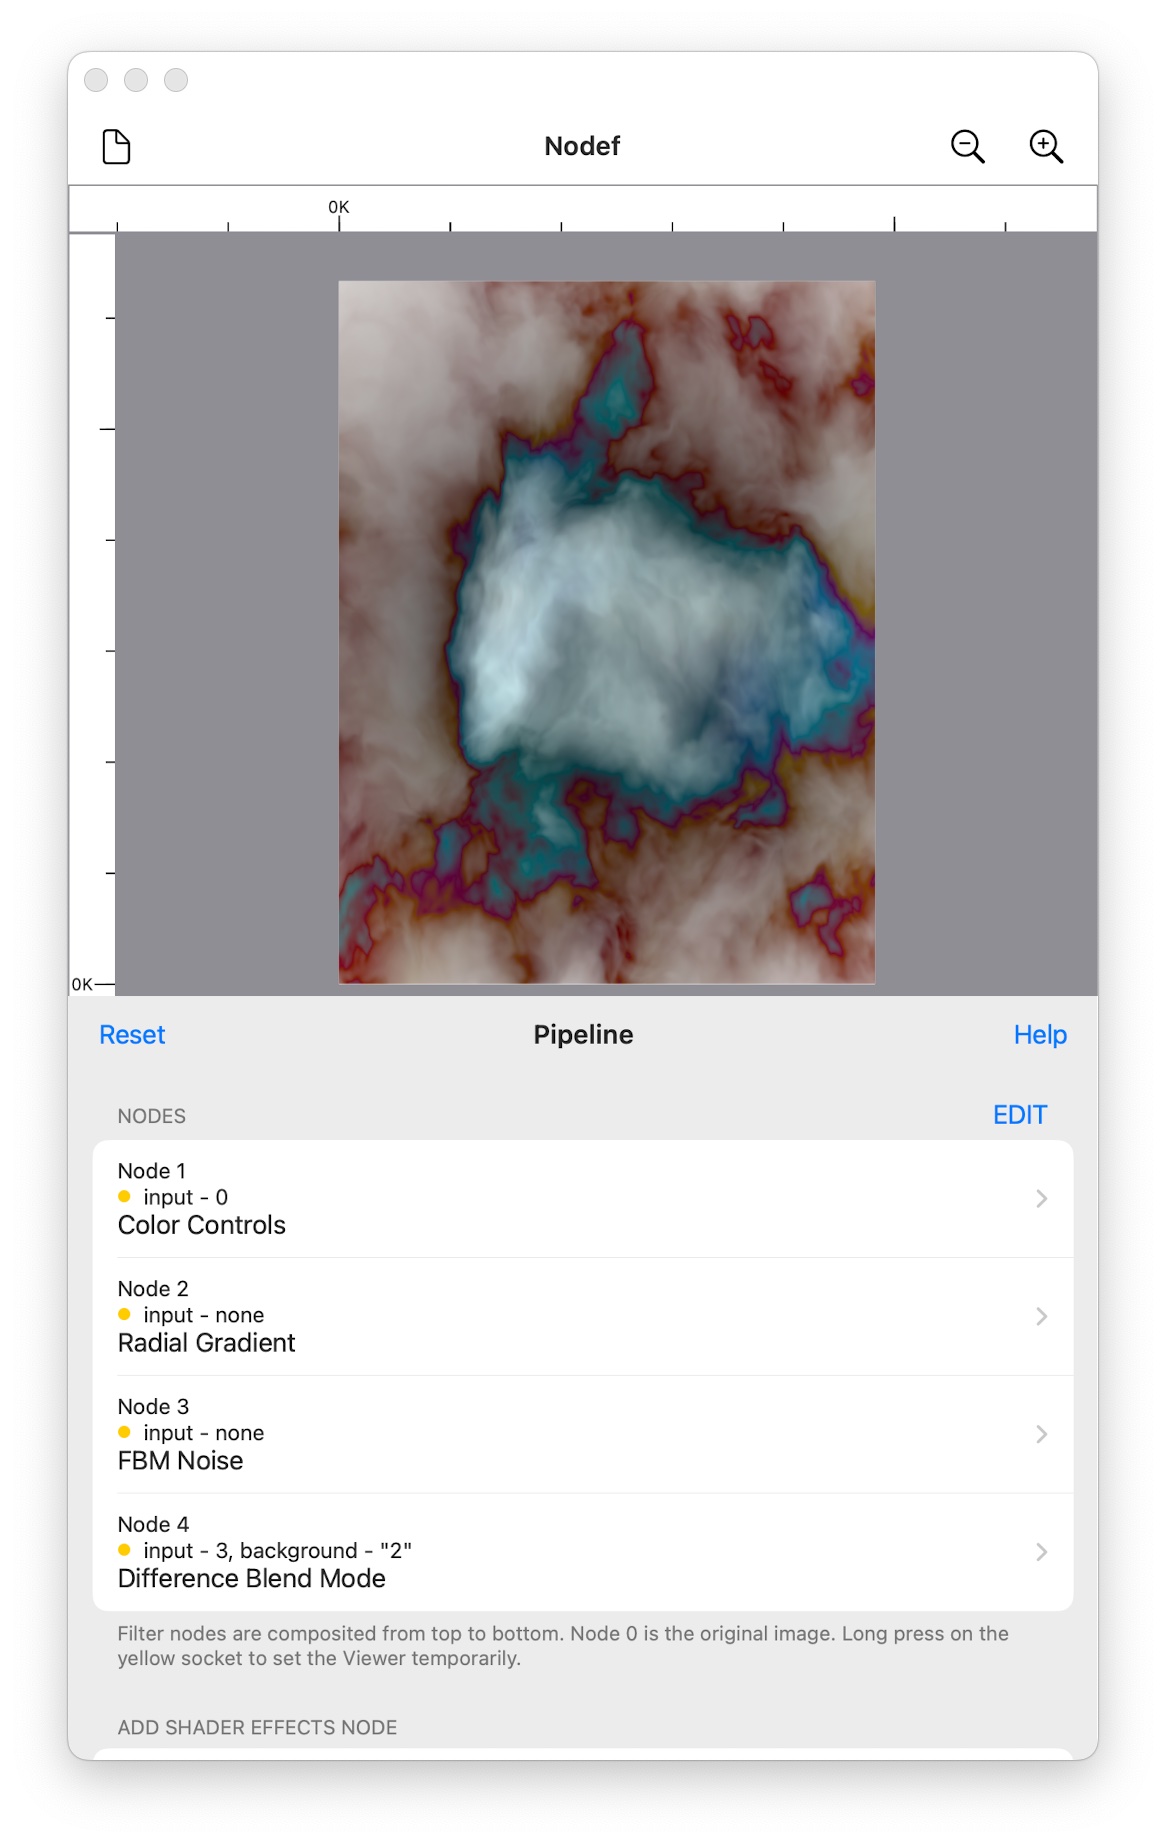 Nodef
0K
0K
Reset
Pipeline
Help
NODES
EDIT
Node 1
input - 0
Color Controls
Node 2
input - none
Radial Gradient
Node 3
input - none
FBM Noise
Node 4
input - 3, background - "2"
Difference Blend Mode
Filter nodes are composited from top to bottom. Node 0 is the original image. Long press on the
yellow socket to set the Viewer temporarily.
ADD SHADER EFFECTS NODE